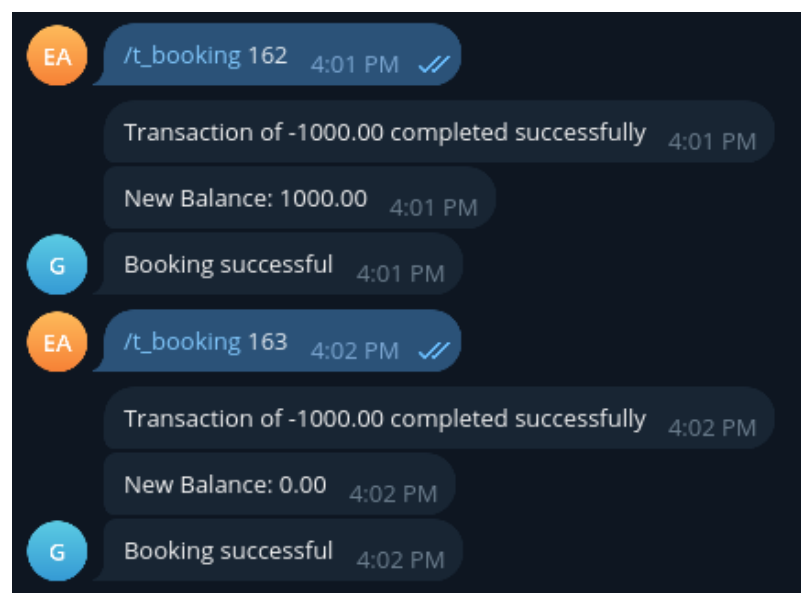 EA
/t_booking 162 4:01 PM
Transaction of -1000.00 completed successfully 4:01 PM
New Balance: 1000.00 4:01 PM
G
Booking successful 4:01 PM
EA
/t_booking 163 4:02 PM
Transaction of -1000.00 completed successfully 4:02 PM
New Balance: 0.00 4:02 PM
G
Booking successful 4:02 PM